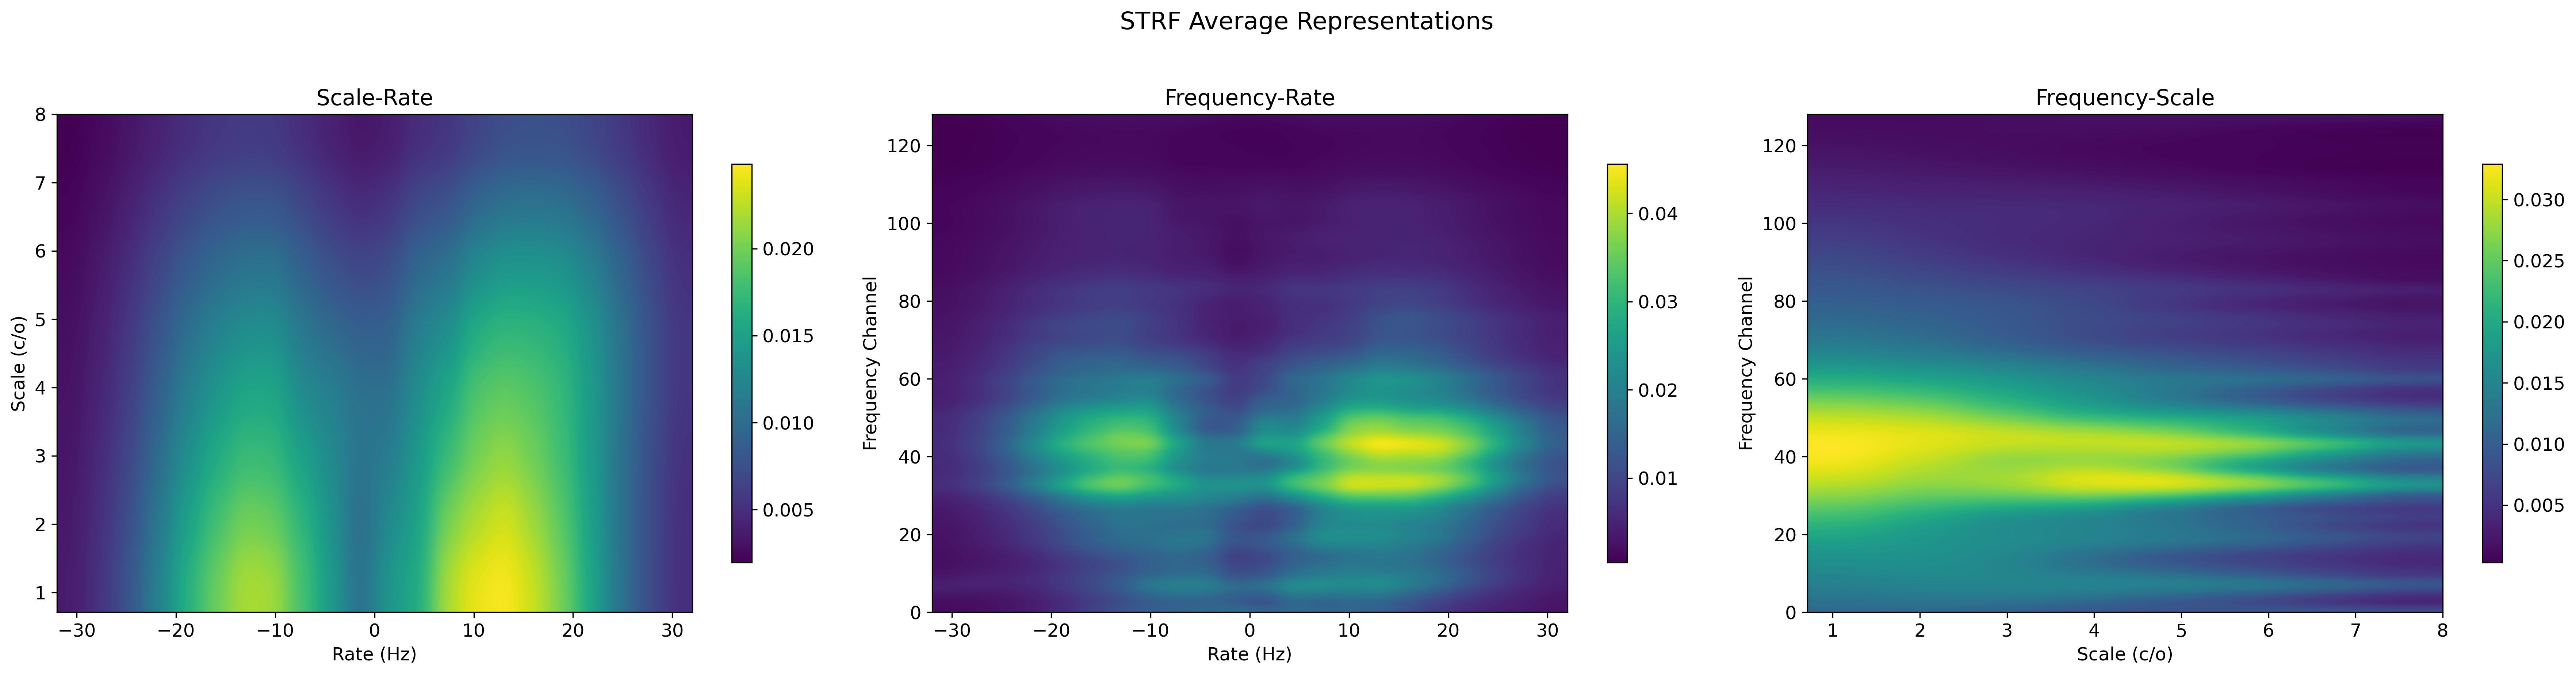 STRF Average Representations
Scale-Rate
8
7
6
5
4
3
2
1
Scale (c/o)
−30 −20 −10 0 10 20 30
Rate (Hz)
0.020
0.015
0.010
0.005
Frequency-Rate
120
100
80
60
40
20
0
Frequency Channel
−30 −20 −10 0 10 20 30
Rate (Hz)
0.04
0.03
0.02
0.01
Frequency-Scale
120
100
80
60
40
20
0
Frequency Channel
1 2 3 4 5 6 7 8
Scale (c/o)
0.030
0.025
0.020
0.015
0.010
0.005